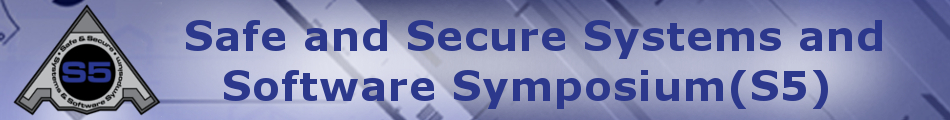 Safe & Secure
S5
Systems & Software Symposium
Safe and Secure Systems and
Software Symposium(S5)